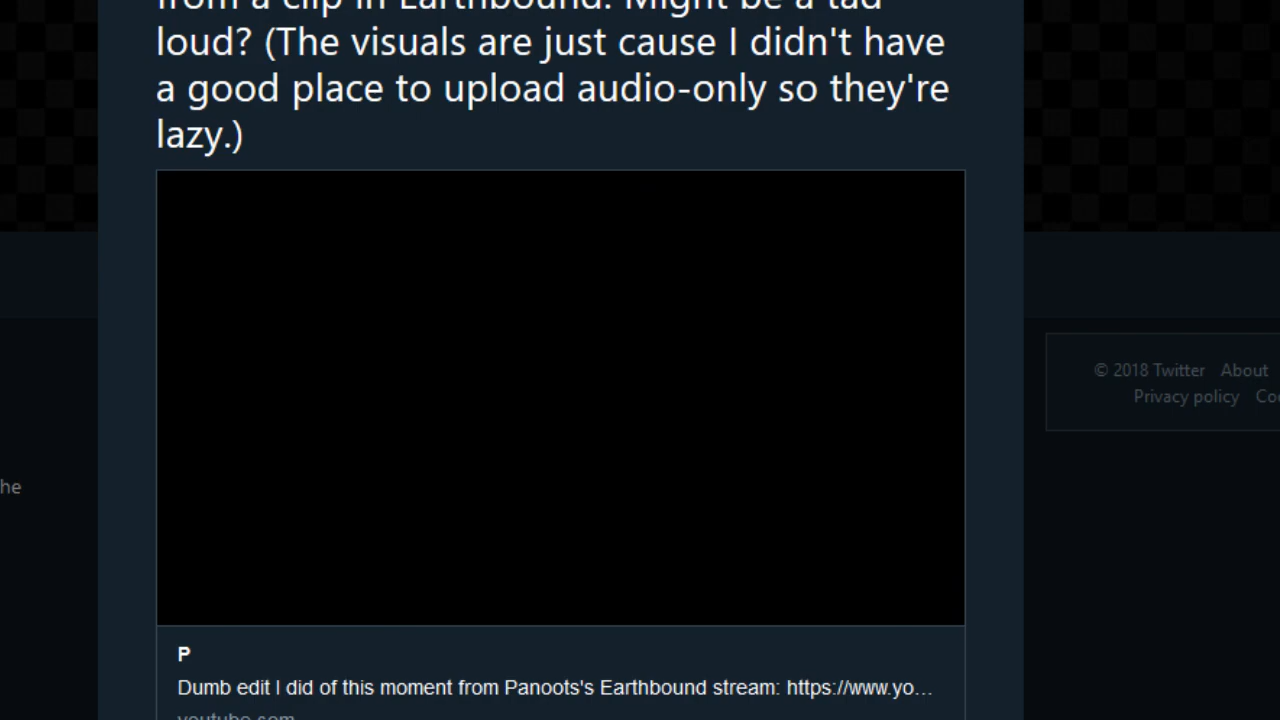 from a clip in Earthbound. Might be a tad
loud? (The visuals are just cause I didn't have
a good place to upload audio-only so they're
lazy.)
© 2018 Twitter About
Privacy policy Coo
he
P
Dumb edit I did of this moment from Panoots's Earthbound stream: https://www.yo…
youtube.com